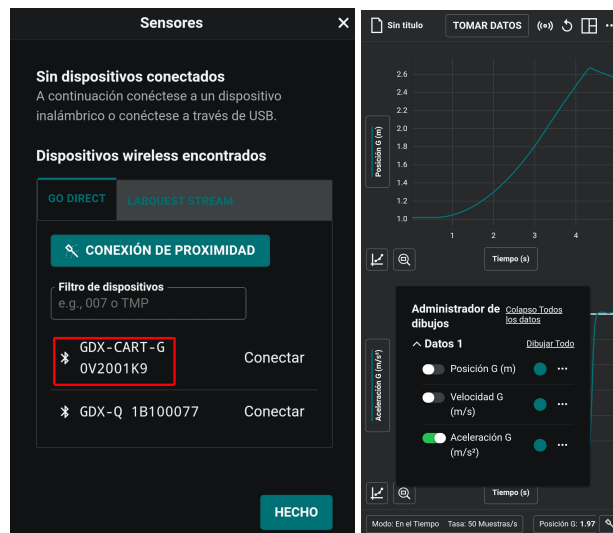 Sensores
Sin dispositivos conectados
A continuación conéctese a un dispositivo
inalámbrico o conéctese a través de USB.
Dispositivos wireless encontrados
GO DIRECT
LABQUEST STREAM
CONEXIÓN DE PROXIMIDAD
Filtro de dispositivos
e.g., 007 o TMP
GDX-CART-G
0V2001K9
Conectar
GDX-Q 1B100077
Conectar
HECHO
Sin titulo
TOMAR DATOS
Posición G (m)
2.6
2.4
2.2
2.0
1.8
1.6
1.4
1.2
1.0
1
2
3
4
Tiempo (s)
Administrador de
dibujos
Colapso Todos
los datos
Datos 1
Dibujar Todo
Posición G (m)
Velocidad G
(m/s)
Aceleración G
(m/s²)
Aceleración G (m/s²)
Tiempo (s)
Modo: En el Tiempo
Tasa: 50 Muestras/s
Posición G: 1.97